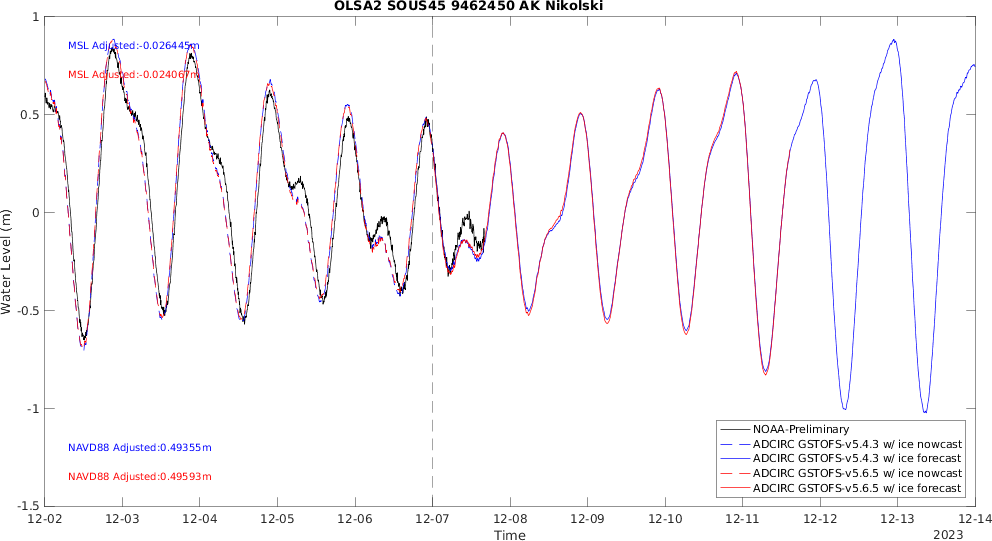 OLSA2 SOUS45 9462450 AK Nikolski
1
0.5
0
-0.5
-1
-1.5
Water Level (m)
MSL Adjusted:-0.026445m
MSL Adjusted:-0.024067m
NAVD88 Adjusted:0.49355m
NAVD88 Adjusted:0.49593m
NOAA-Preliminary
ADCIRC GSTOFS-v5.4.3 w/ ice nowcast
ADCIRC GSTOFS-v5.4.3 w/ ice forecast
ADCIRC GSTOFS-v5.6.5 w/ ice nowcast
ADCIRC GSTOFS-v5.6.5 w/ ice forecast
12-02 12-03 12-04 12-05 12-06 12-07 12-08 12-09 12-10 12-11 12-12 12-13 12-14
Time
2023